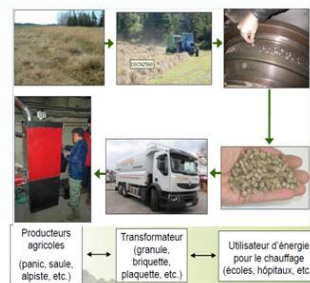 Producteurs
agricoles
(panic, saule,
alpiste, etc.)
Transformateur
(granule,
briquette,
plaquette, etc.)
Utilisateur d'énergie
pour le chauffage
(écoles, hôpitaux, etc.